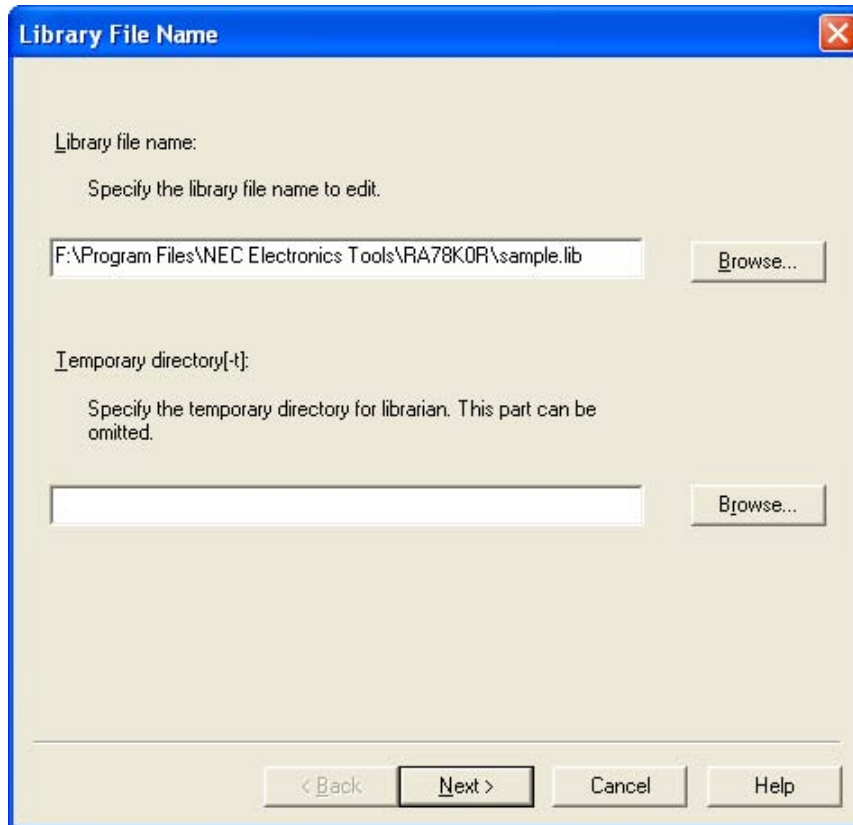 Library File Name
Library file name:
Specify the library file name to edit.
F:\Program Files\NEC Electronics Tools\RA78K0R\sample.lib
Browse...
Temporary directory[-t]:
Specify the temporary directory for librarian. This part can be
omitted.
Browse...
< Back
Next >
Cancel
Help